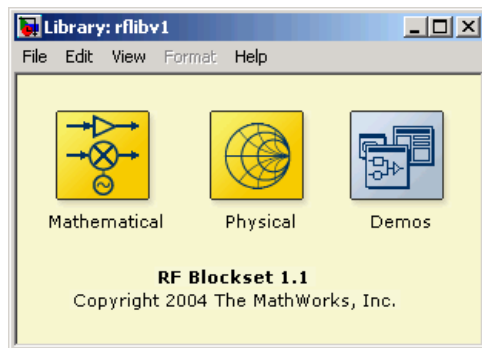 Library: rflibv1
File Edit View Format Help
Mathematical Physical Demos
RF Blockset 1.1
Copyright 2004 The MathWorks, Inc.